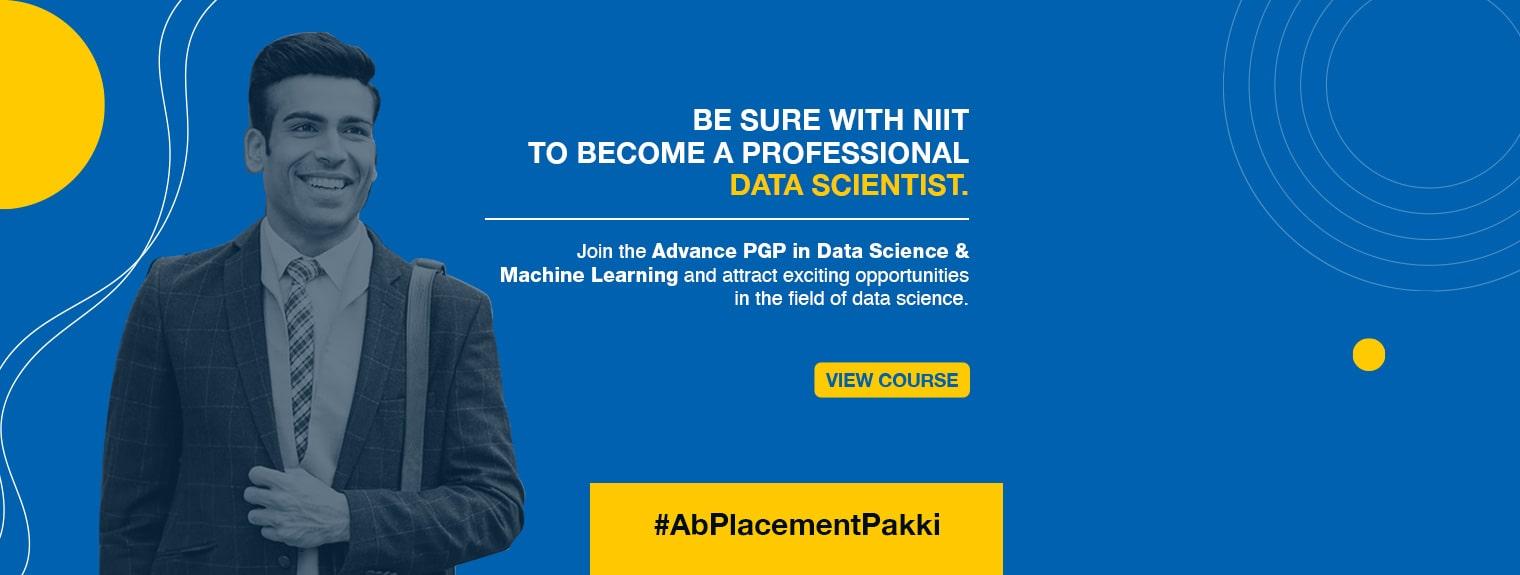 BE SURE WITH NIIT
TO BECOME A PROFESSIONAL
DATA SCIENTIST.
Join the Advance PGP in Data Science &
Machine Learning and attract exciting opportunities
in the field of data science.
VIEW COURSE
#AbPlacementPakki